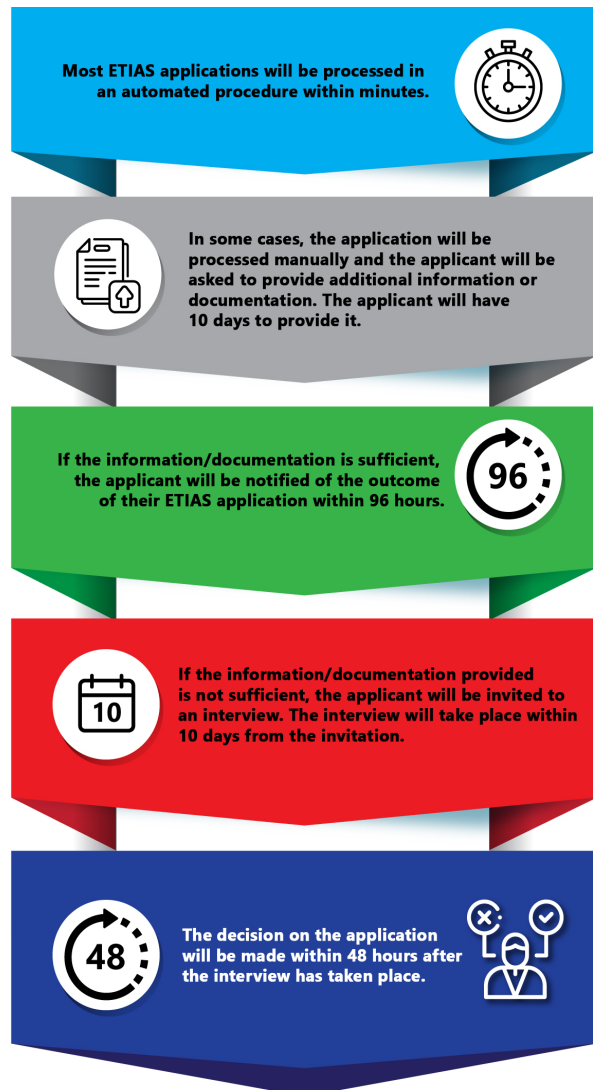 Most ETIAS applications will be processed in
an automated procedure within minutes.
In some cases, the application will be
processed manually and the applicant will be
asked to provide additional information or
documentation. The applicant will have
10 days to provide it.
If the information/documentation is sufficient,
the applicant will be notified of the outcome
of their ETIAS application within 96 hours.
96
10
If the information/documentation provided
is not sufficient, the applicant will be invited to
an interview. The interview will take place within
10 days from the invitation.
48
The decision on the application
will be made within 48 hours after
the interview has taken place.